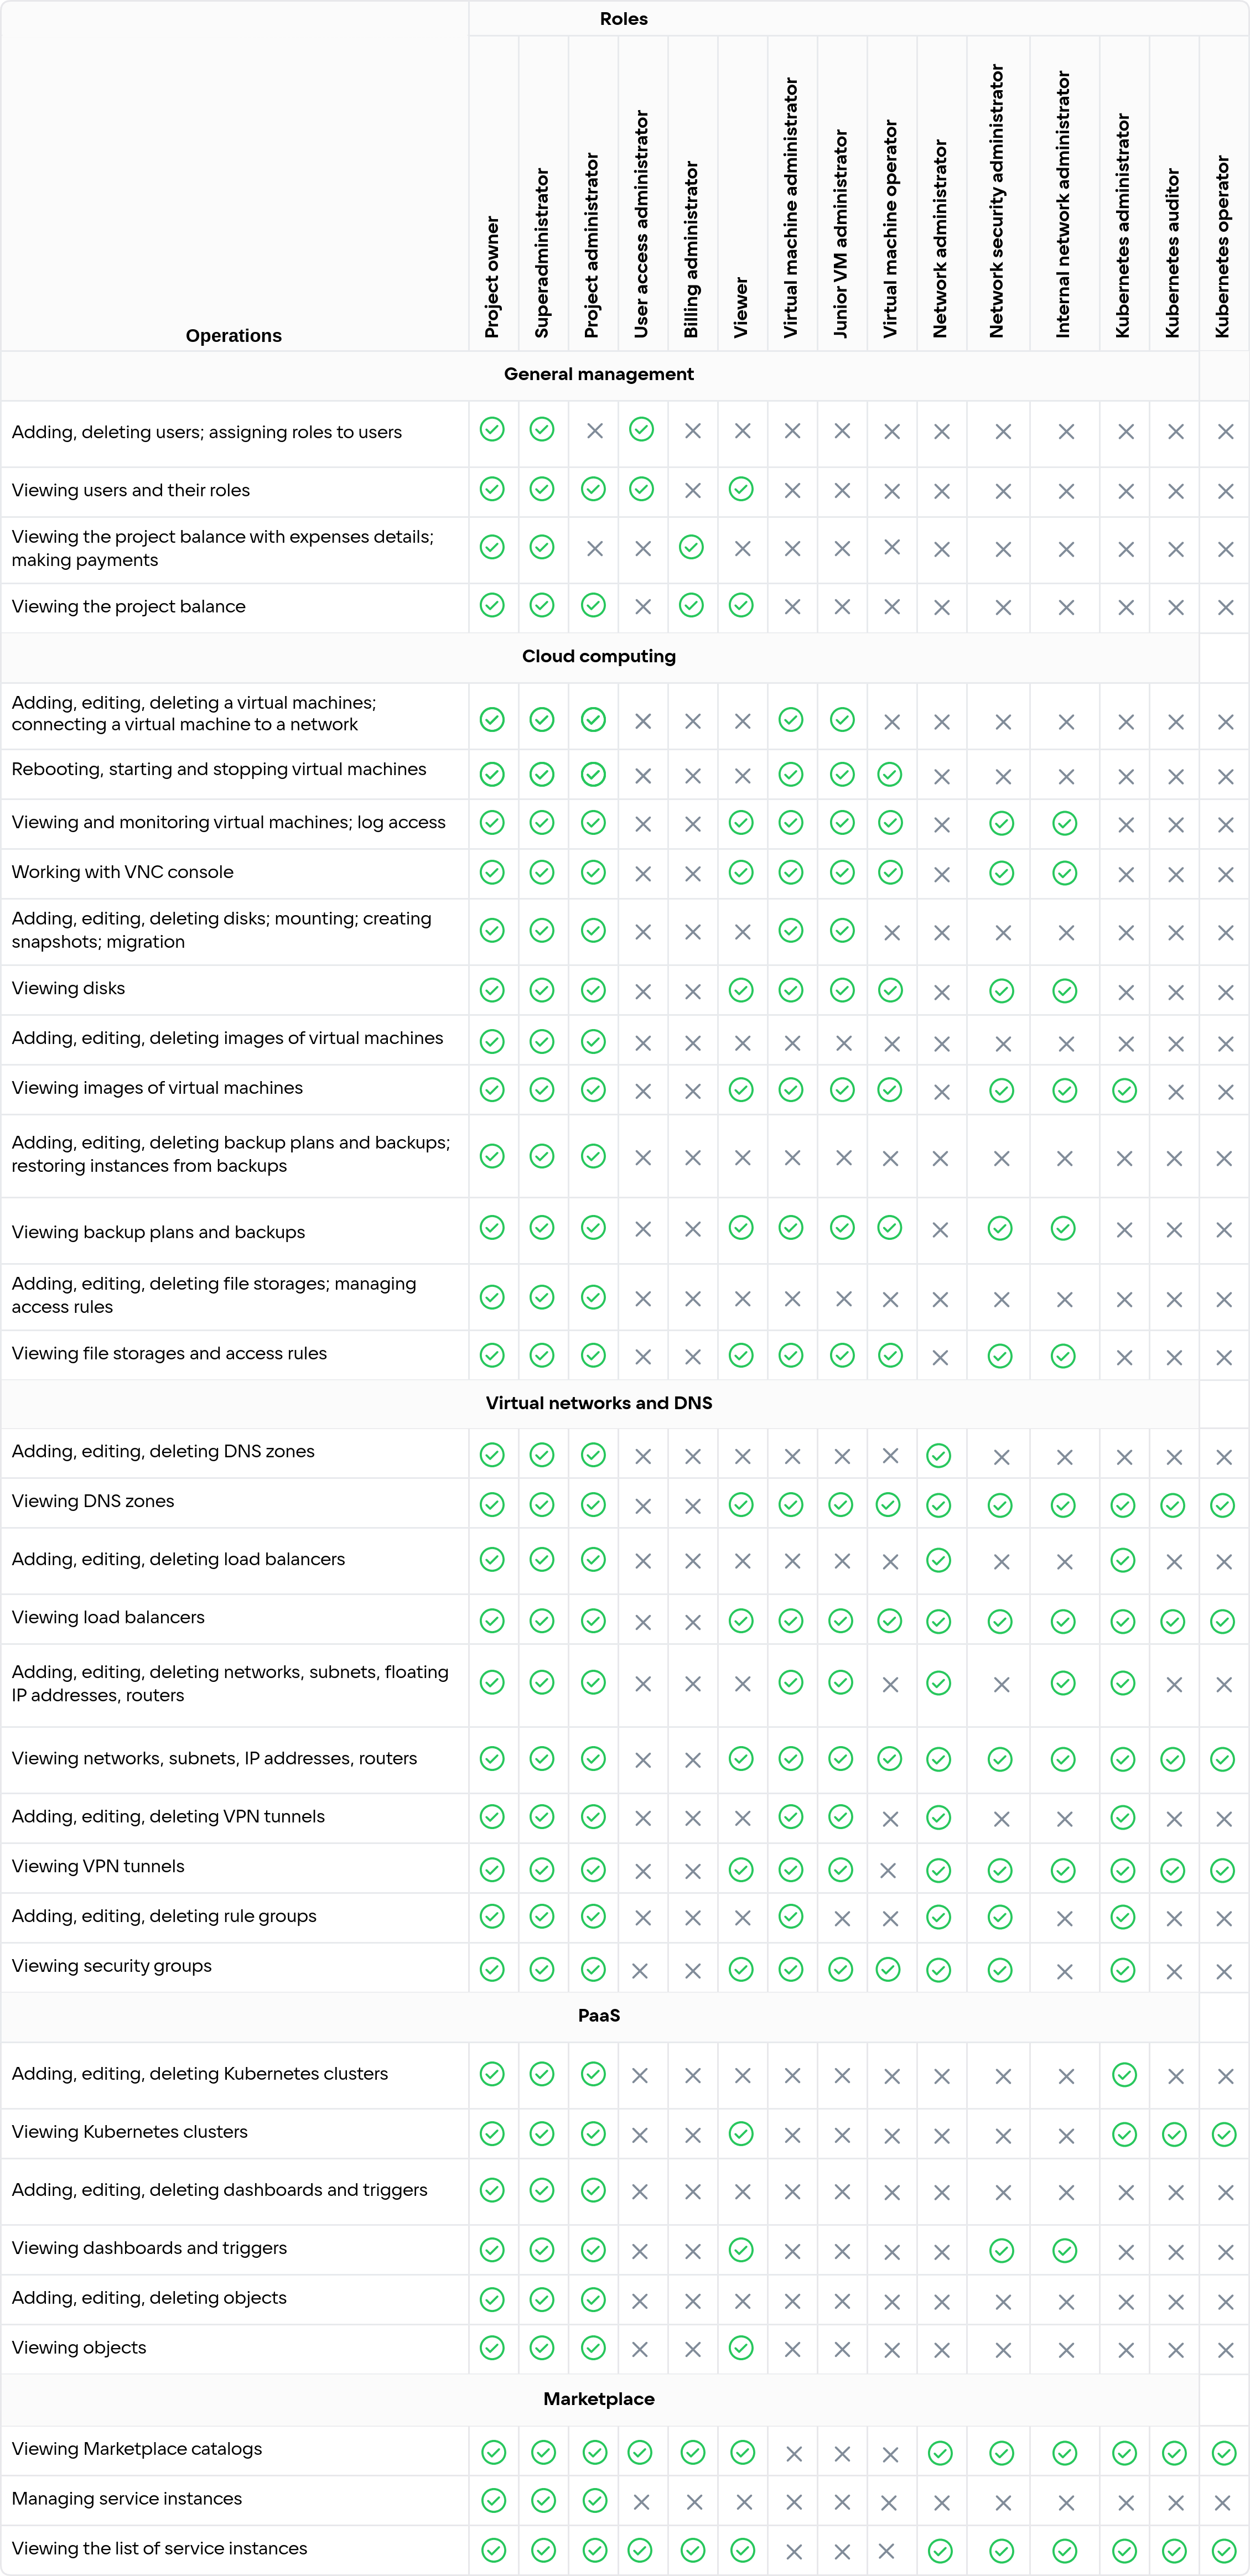 Roles
Operations
Project owner
Superadministrator
Project administrator
User access administrator
Billing administrator
Viewer
Virtual machine administrator
Junior VM administrator
Virtual machine operator
Network administrator
Network security administrator
Internal network administrator
Kubernetes administrator
Kubernetes auditor
Kubernetes operator
General management
Adding, deleting users; assigning roles to users
Viewing users and their roles
Viewing the project balance with expenses details;
making payments
Viewing the project balance
Cloud computing
Adding, editing, deleting a virtual machines;
connecting a virtual machine to a network
Rebooting, starting and stopping virtual machines
Viewing and monitoring virtual machines; log access
Working with VNC console
Adding, editing, deleting disks; mounting; creating
snapshots; migration
Viewing disks
Adding, editing, deleting images of virtual machines
Viewing images of virtual machines
Adding, editing, deleting backup plans and backups;
restoring instances from backups
Viewing backup plans and backups
Adding, editing, deleting file storages; managing
access rules
Viewing file storages and access rules
Virtual networks and DNS
Adding, editing, deleting DNS zones
Viewing DNS zones
Adding, editing, deleting load balancers
Viewing load balancers
Adding, editing, deleting networks, subnets, floating
IP addresses, routers
Viewing networks, subnets, IP addresses, routers
Adding, editing, deleting VPN tunnels
Viewing VPN tunnels
Adding, editing, deleting rule groups
Viewing security groups
PaaS
Adding, editing, deleting Kubernetes clusters
Viewing Kubernetes clusters
Adding, editing, deleting dashboards and triggers
Viewing dashboards and triggers
Adding, editing, deleting objects
Viewing objects
Marketplace
Viewing Marketplace catalogs
Managing service instances
Viewing the list of service instances